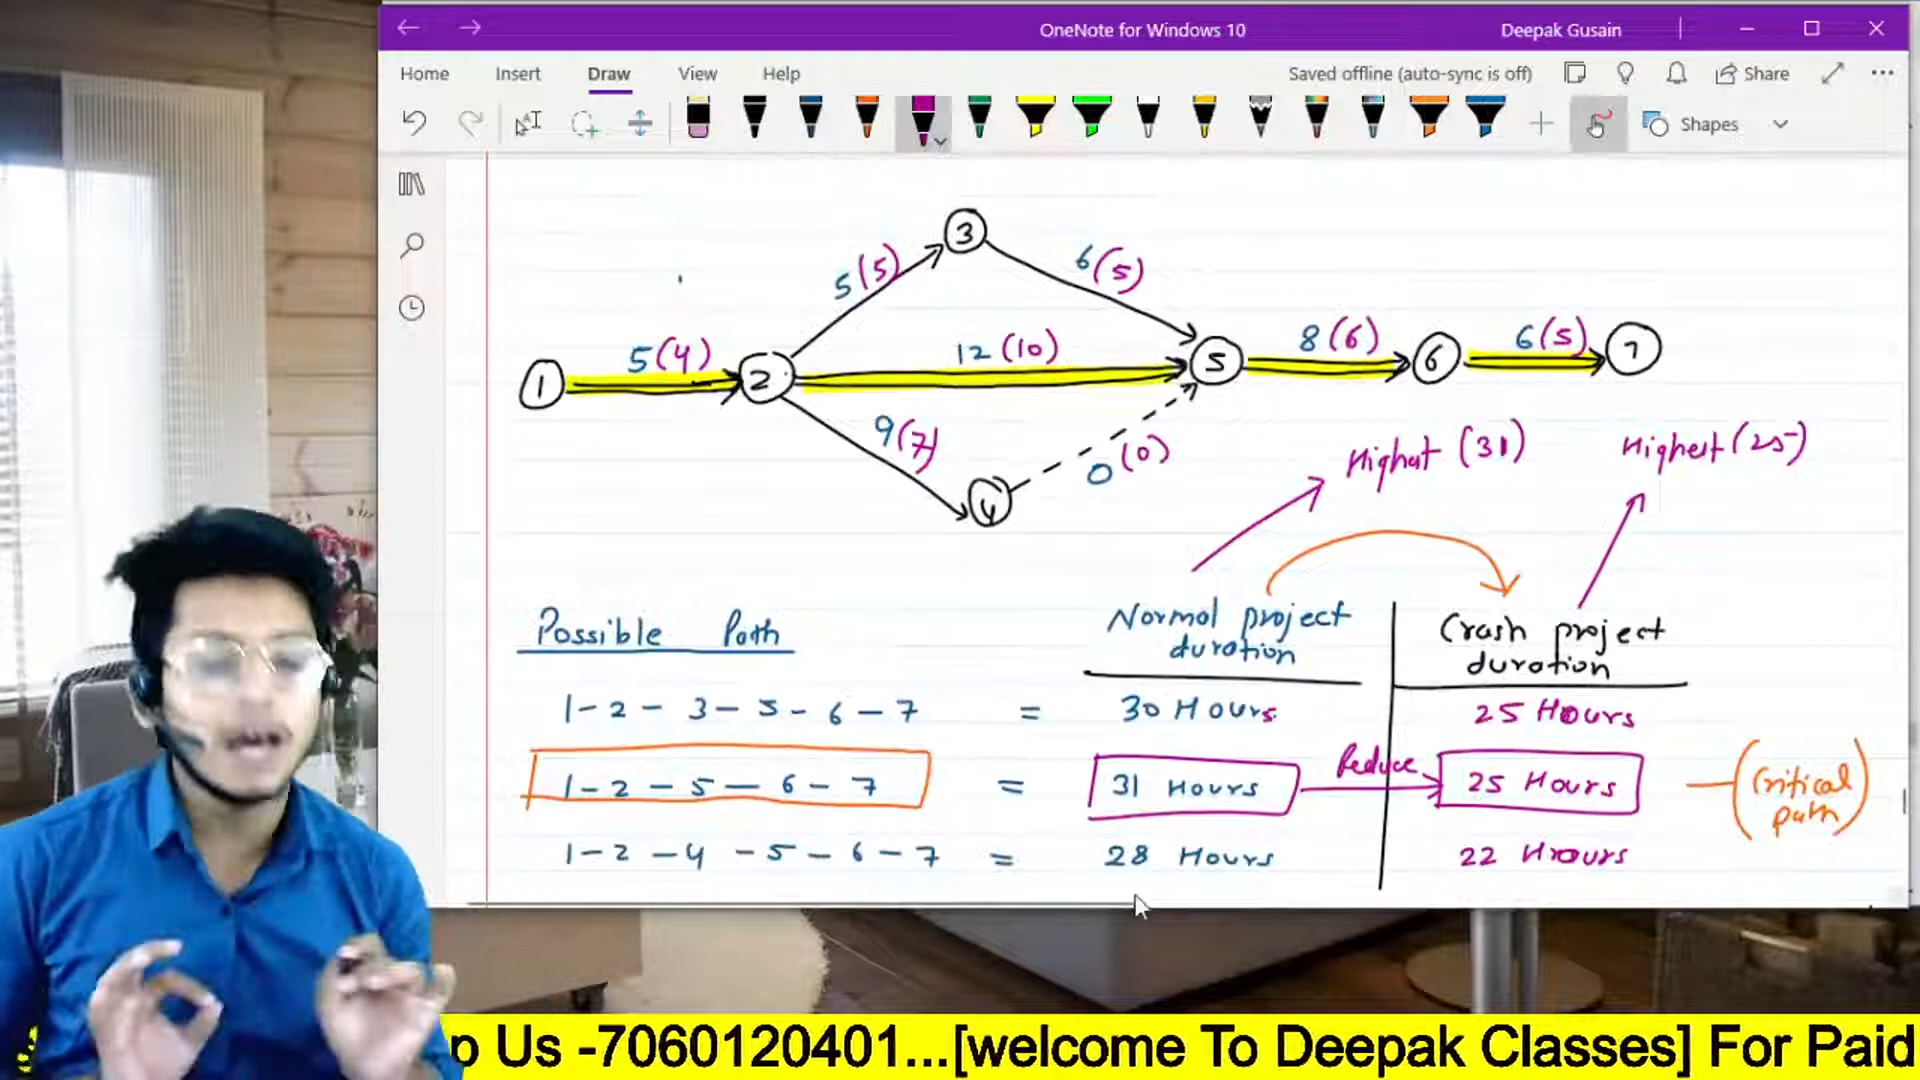 OneNote for Windows 10
Deepak Gusain
Home Insert Draw View Help
Saved offline (auto-sync is off)
Share
Shapes
3
5(5)
6(5)
5(4)
12(10)
8(6)
6(5)
1
2
5
6
7
9(7)
0(0)
4
Highest (31)
Highest (25)
Possible Path
Normal project duration
Crash project duration
1-2-3-5-6-7 = 30 Hours 25 Hours
1-2-5-6-7 = 31 Hours Reduce 25 Hours (Critical path)
1-2-4-5-6-7 = 28 Hours 22 Hours
p Us -7060120401...[welcome To Deepak Classes] For Paid